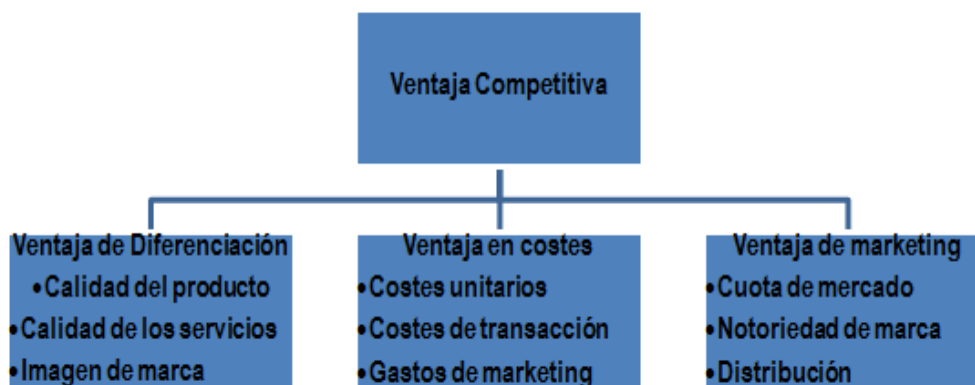 Ventaja Competitiva
Ventaja de Diferenciación
•Calidad del producto
•Calidad de los servicios
•Imagen de marca
Ventaja en costes
•Costes unitarios
•Costes de transacción
•Gastos de marketing
Ventaja de marketing
•Cuota de mercado
•Notoriedad de marca
•Distribución